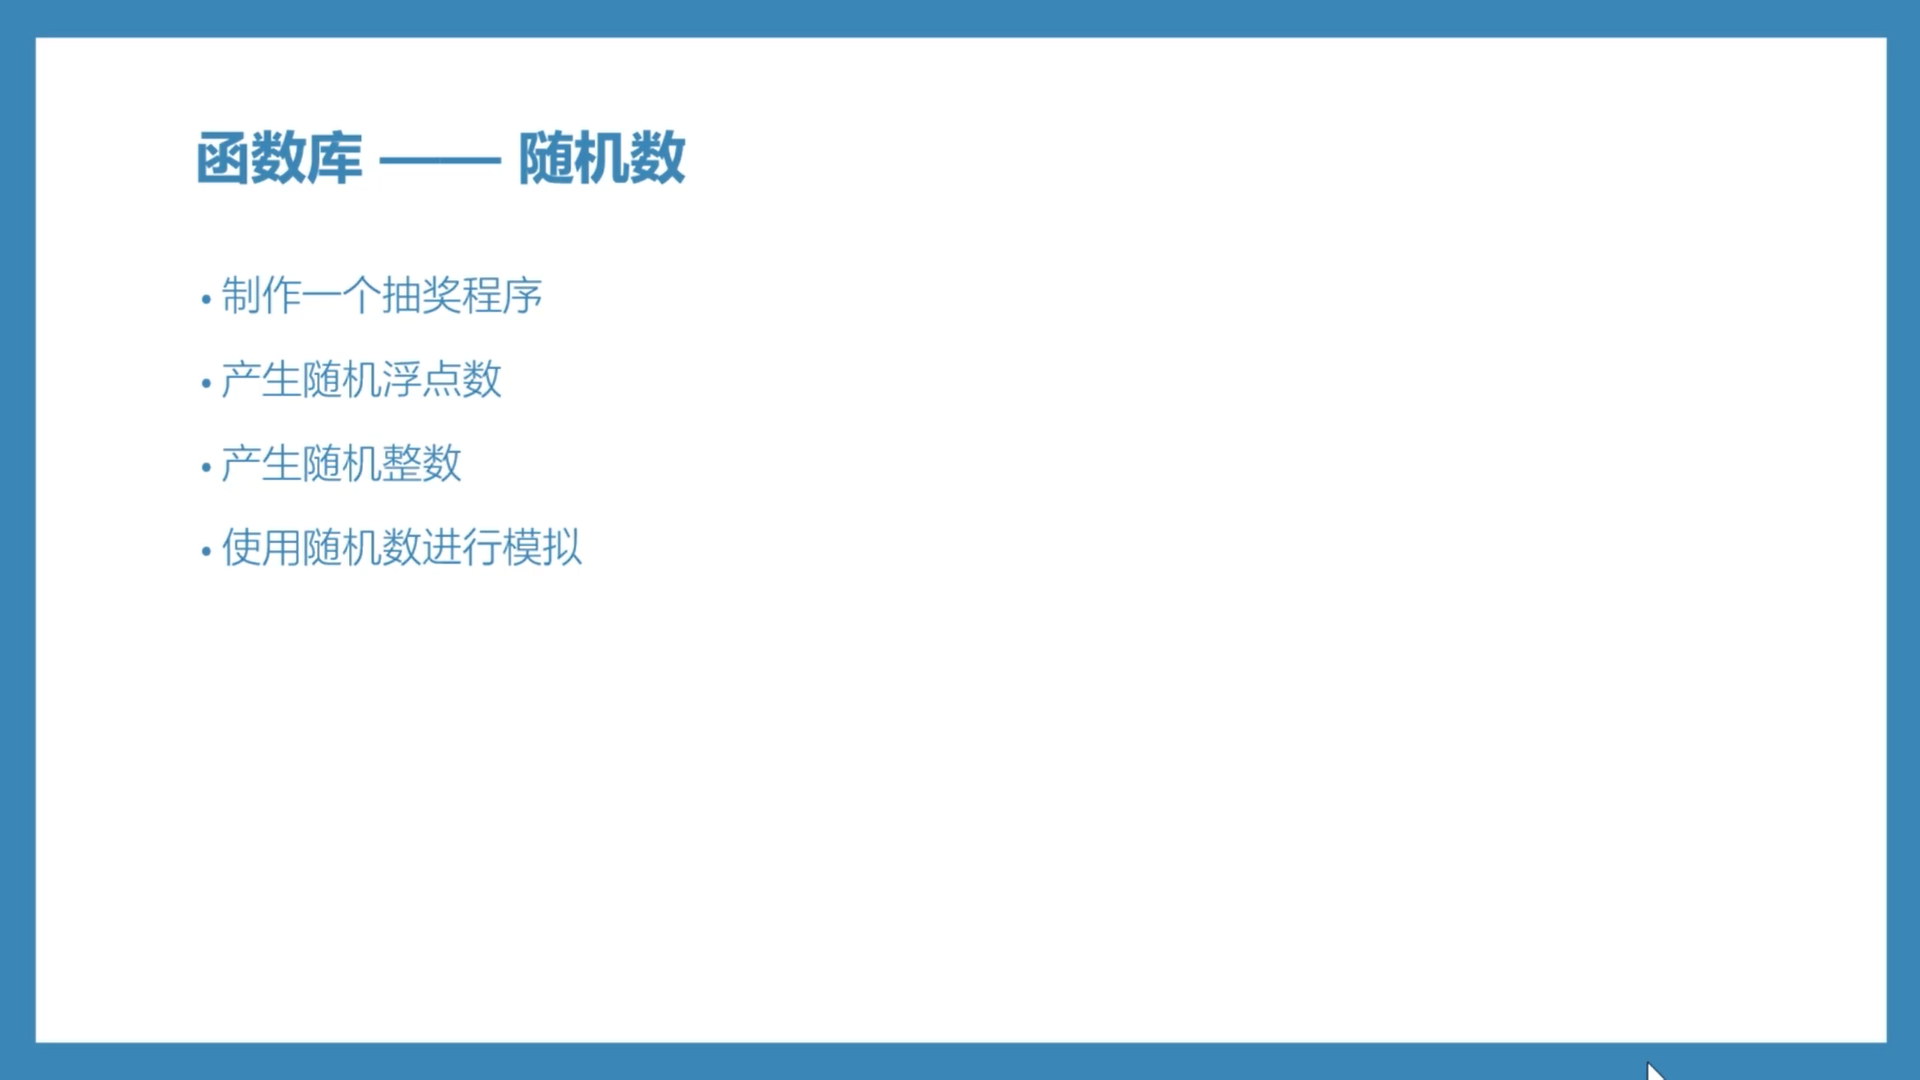 函数库 —— 随机数
• 制作一个抽奖程序
• 产生随机浮点数
• 产生随机整数
• 使用随机数进行模拟